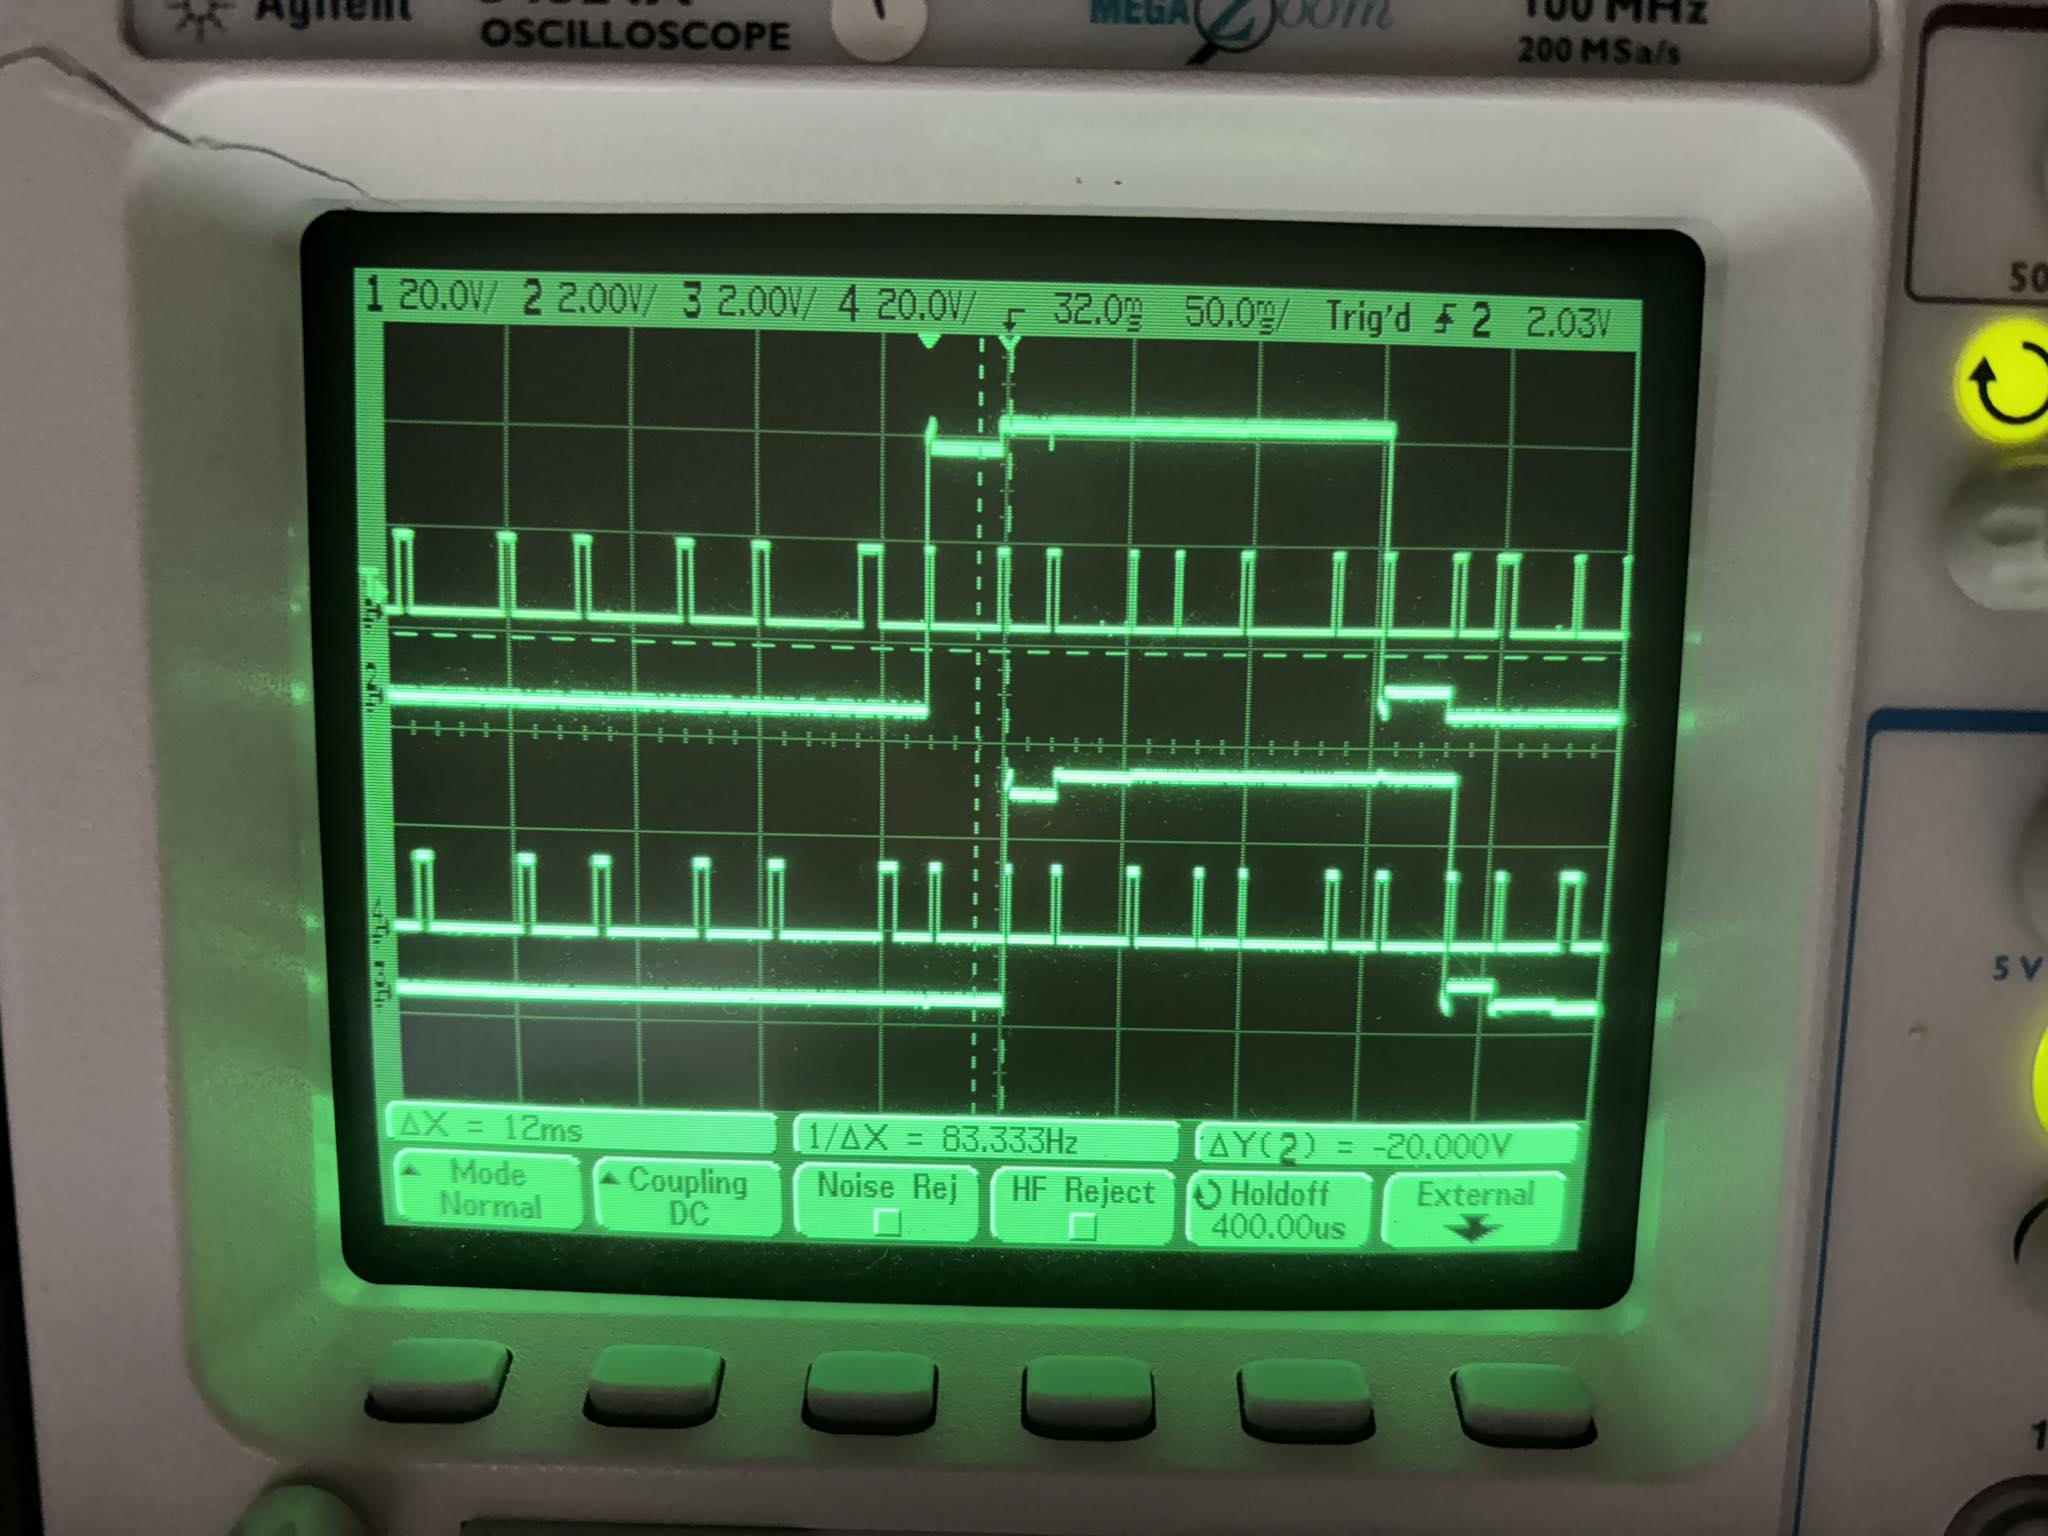 Agilent
OSCILLOSCOPE
MEGA Zoom
100 MHz
200 MSa/s
1 20.0V/ 2 2.00V/ 3 2.00V/ 4 20.0V/ 32.0ms 50.0ms/ Trig'd 2 2.03V
50
5 V
ΔX = 12ms
1/ΔX = 83.333Hz
ΔY(2) = -20.000V
Mode
Normal
Coupling
DC
Noise Rej
HF Reject
Holdoff
400.00us
External
1